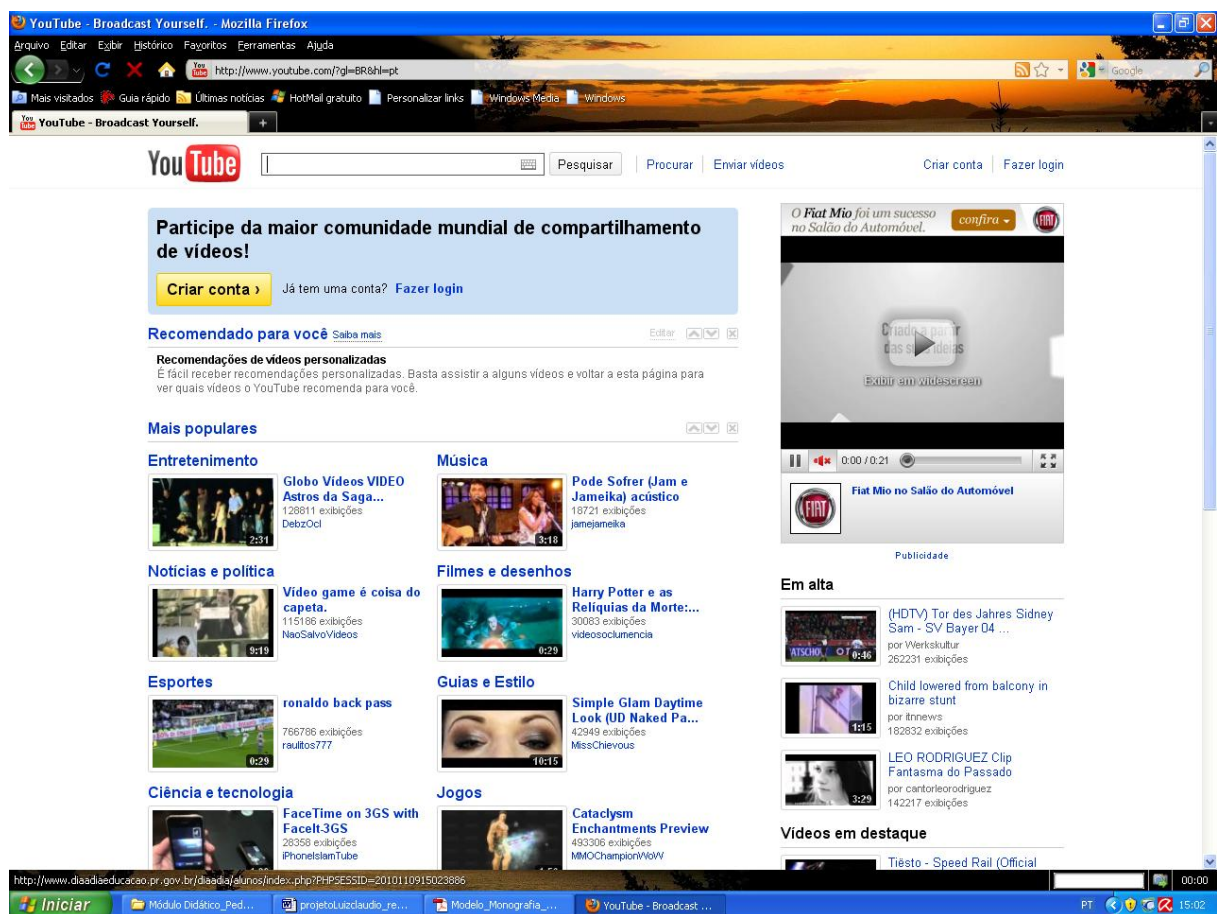 YouTube - Broadcast Yourself. - Mozilla Firefox
Arquivo Editar Exibir Histórico Favoritos Ferramentas Ajuda
http://www.youtube.com/?gl=BR&hl=pt
Google
Mais visitados Guia rápido Últimas notícias HotMail gratuito Personalizar links Windows Media Windows
YouTube - Broadcast Yourself.
You Tube
Pesquisar Procurar Enviar vídeos Criar conta Fazer login
Participe da maior comunidade mundial de compartilhamento
de vídeos!
Criar conta › Já tem uma conta? Fazer login
Recomendado para você Saiba mais Editar
Recomendações de vídeos personalizadas
É fácil receber recomendações personalizadas. Basta assistir a alguns vídeos e voltar a esta página para
ver quais vídeos o YouTube recomenda para você.
Mais populares
Entretenimento
Globo Vídeos VIDEO
Astros da Saga...
128811 exibições
DebzOcl
2:31
Música
Pode Sofrer (Jam e
Jameika) acústico
18721 exibições
jamejameika
3:18
Notícias e política
Vídeo game é coisa do
capeta.
115186 exibições
NaoSalvoVideos
9:19
Filmes e desenhos
Harry Potter e as
Relíquias da Morte:...
30083 exibições
videosoclumencia
0:29
Esportes
ronaldo back pass
766786 exibições
raulitos777
0:29
Guias e Estilo
Simple Glam Daytime
Look (UD Naked Pa...
42949 exibições
MissChievous
10:15
Ciência e tecnologia
FaceTime on 3GS with
FaceIt-3GS
28358 exibições
iPhoneIslamTube
Jogos
Cataclysm
Enchantments Preview
493306 exibições
MMOChampionWoW
O Fiat Mio foi um sucesso
no Salão do Automóvel.
confira
FIAT
Criado a partir
das suas ideias
Exibir em widescreen
0:00 / 0:21
FIAT
Fiat Mio no Salão do Automóvel
Publicidade
Em alta
(HDTV) Tor des Jahres Sidney
Sam - SV Bayer 04 ...
por Werkskultur
262231 exibições
0:46
Child lowered from balcony in
bizarre stunt
por itnnews
182832 exibições
1:15
LEO RODRIGUEZ Clip
Fantasma do Passado
por cantorleorodriguez
142217 exibições
3:29
Vídeos em destaque
Tiësto - Speed Rail (Official
http://www.diaadiaeducacao.pr.gov.br/diaadia/alunos/index.php?PHPSESSID=2010110915023886
00:00
Iniciar Módulo Didático_Ped... projetoLuizclaudio_re... Modelo_Monografia_... YouTube - Broadcast ... PT 15:02